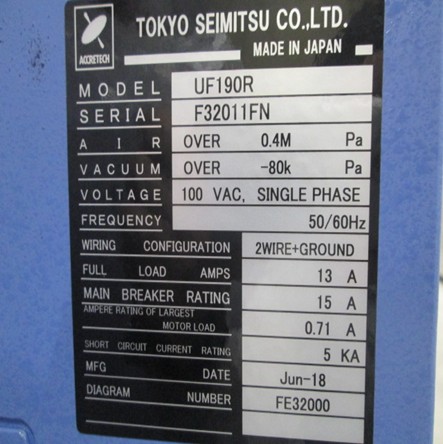 TOKYO SEIMITSU CO.,LTD.
ACCRETECH
MADE IN JAPAN
MODEL UF190R
SERIAL F32011FN
AIR OVER 0.4M Pa
VACUUM OVER -80k Pa
VOLTAGE 100 VAC, SINGLE PHASE
FREQUENCY 50/60Hz
WIRING CONFIGURATION 2WIRE+GROUND
FULL LOAD AMPS 13 A
MAIN BREAKER RATING 15 A
AMPERE RATING OF LARGEST
MOTOR LOAD 0.71 A
SHORT CIRCUIT CURRENT RATING 5 KA
MFG DATE Jun-18
DIAGRAM NUMBER FE32000